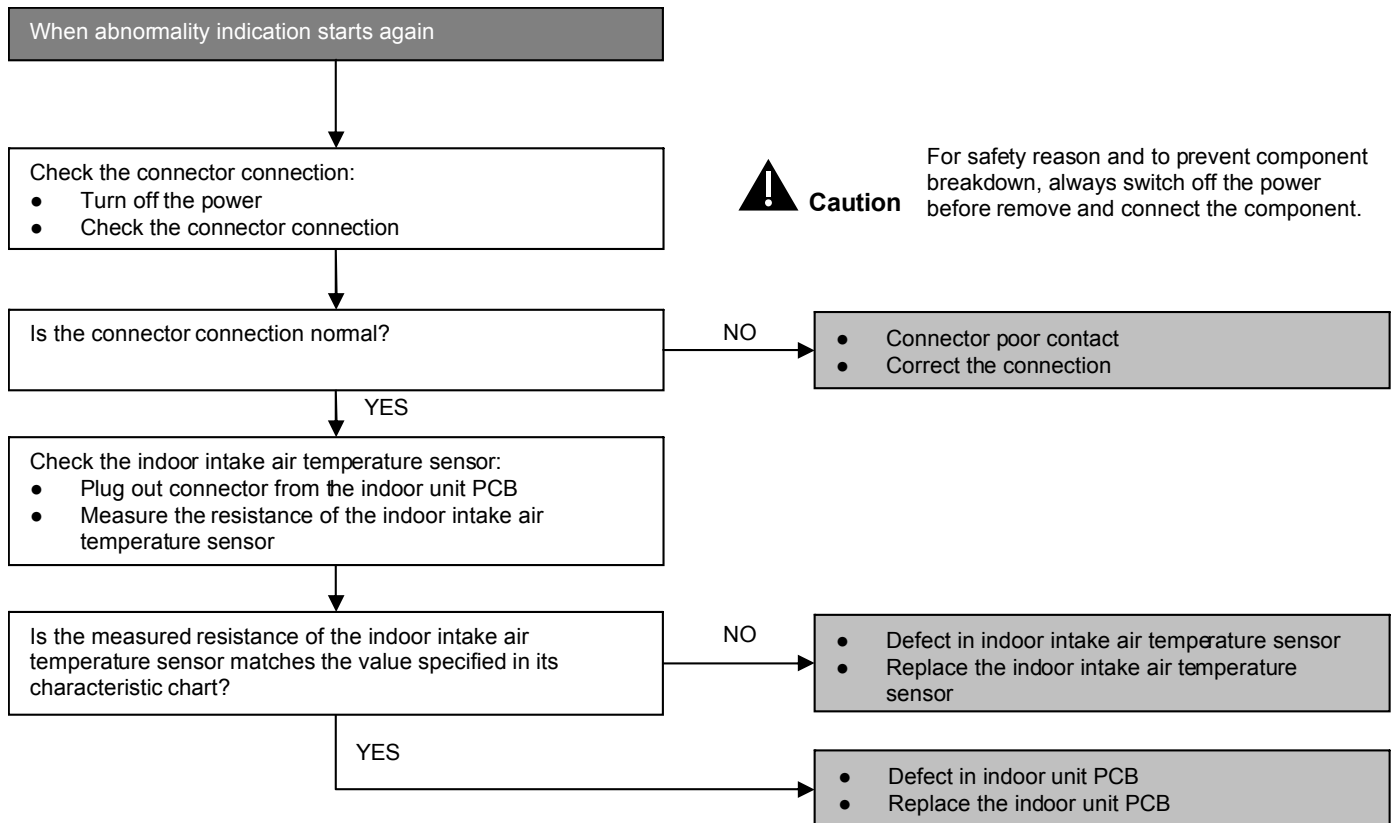 When abnormality indication starts again
Check the connector connection:
● Turn off the power
● Check the connector connection
Caution
For safety reason and to prevent component
breakdown, always switch off the power
before remove and connect the component.
Is the connector connection normal?
NO
● Connector poor contact
● Correct the connection
YES
Check the indoor intake air temperature sensor:
● Plug out connector from the indoor unit PCB
● Measure the resistance of the indoor intake air
temperature sensor
Is the measured resistance of the indoor intake air
temperature sensor matches the value specified in its
characteristic chart?
NO
● Defect in indoor intake air temperature sensor
● Replace the indoor intake air temperature
sensor
YES
● Defect in indoor unit PCB
● Replace the indoor unit PCB